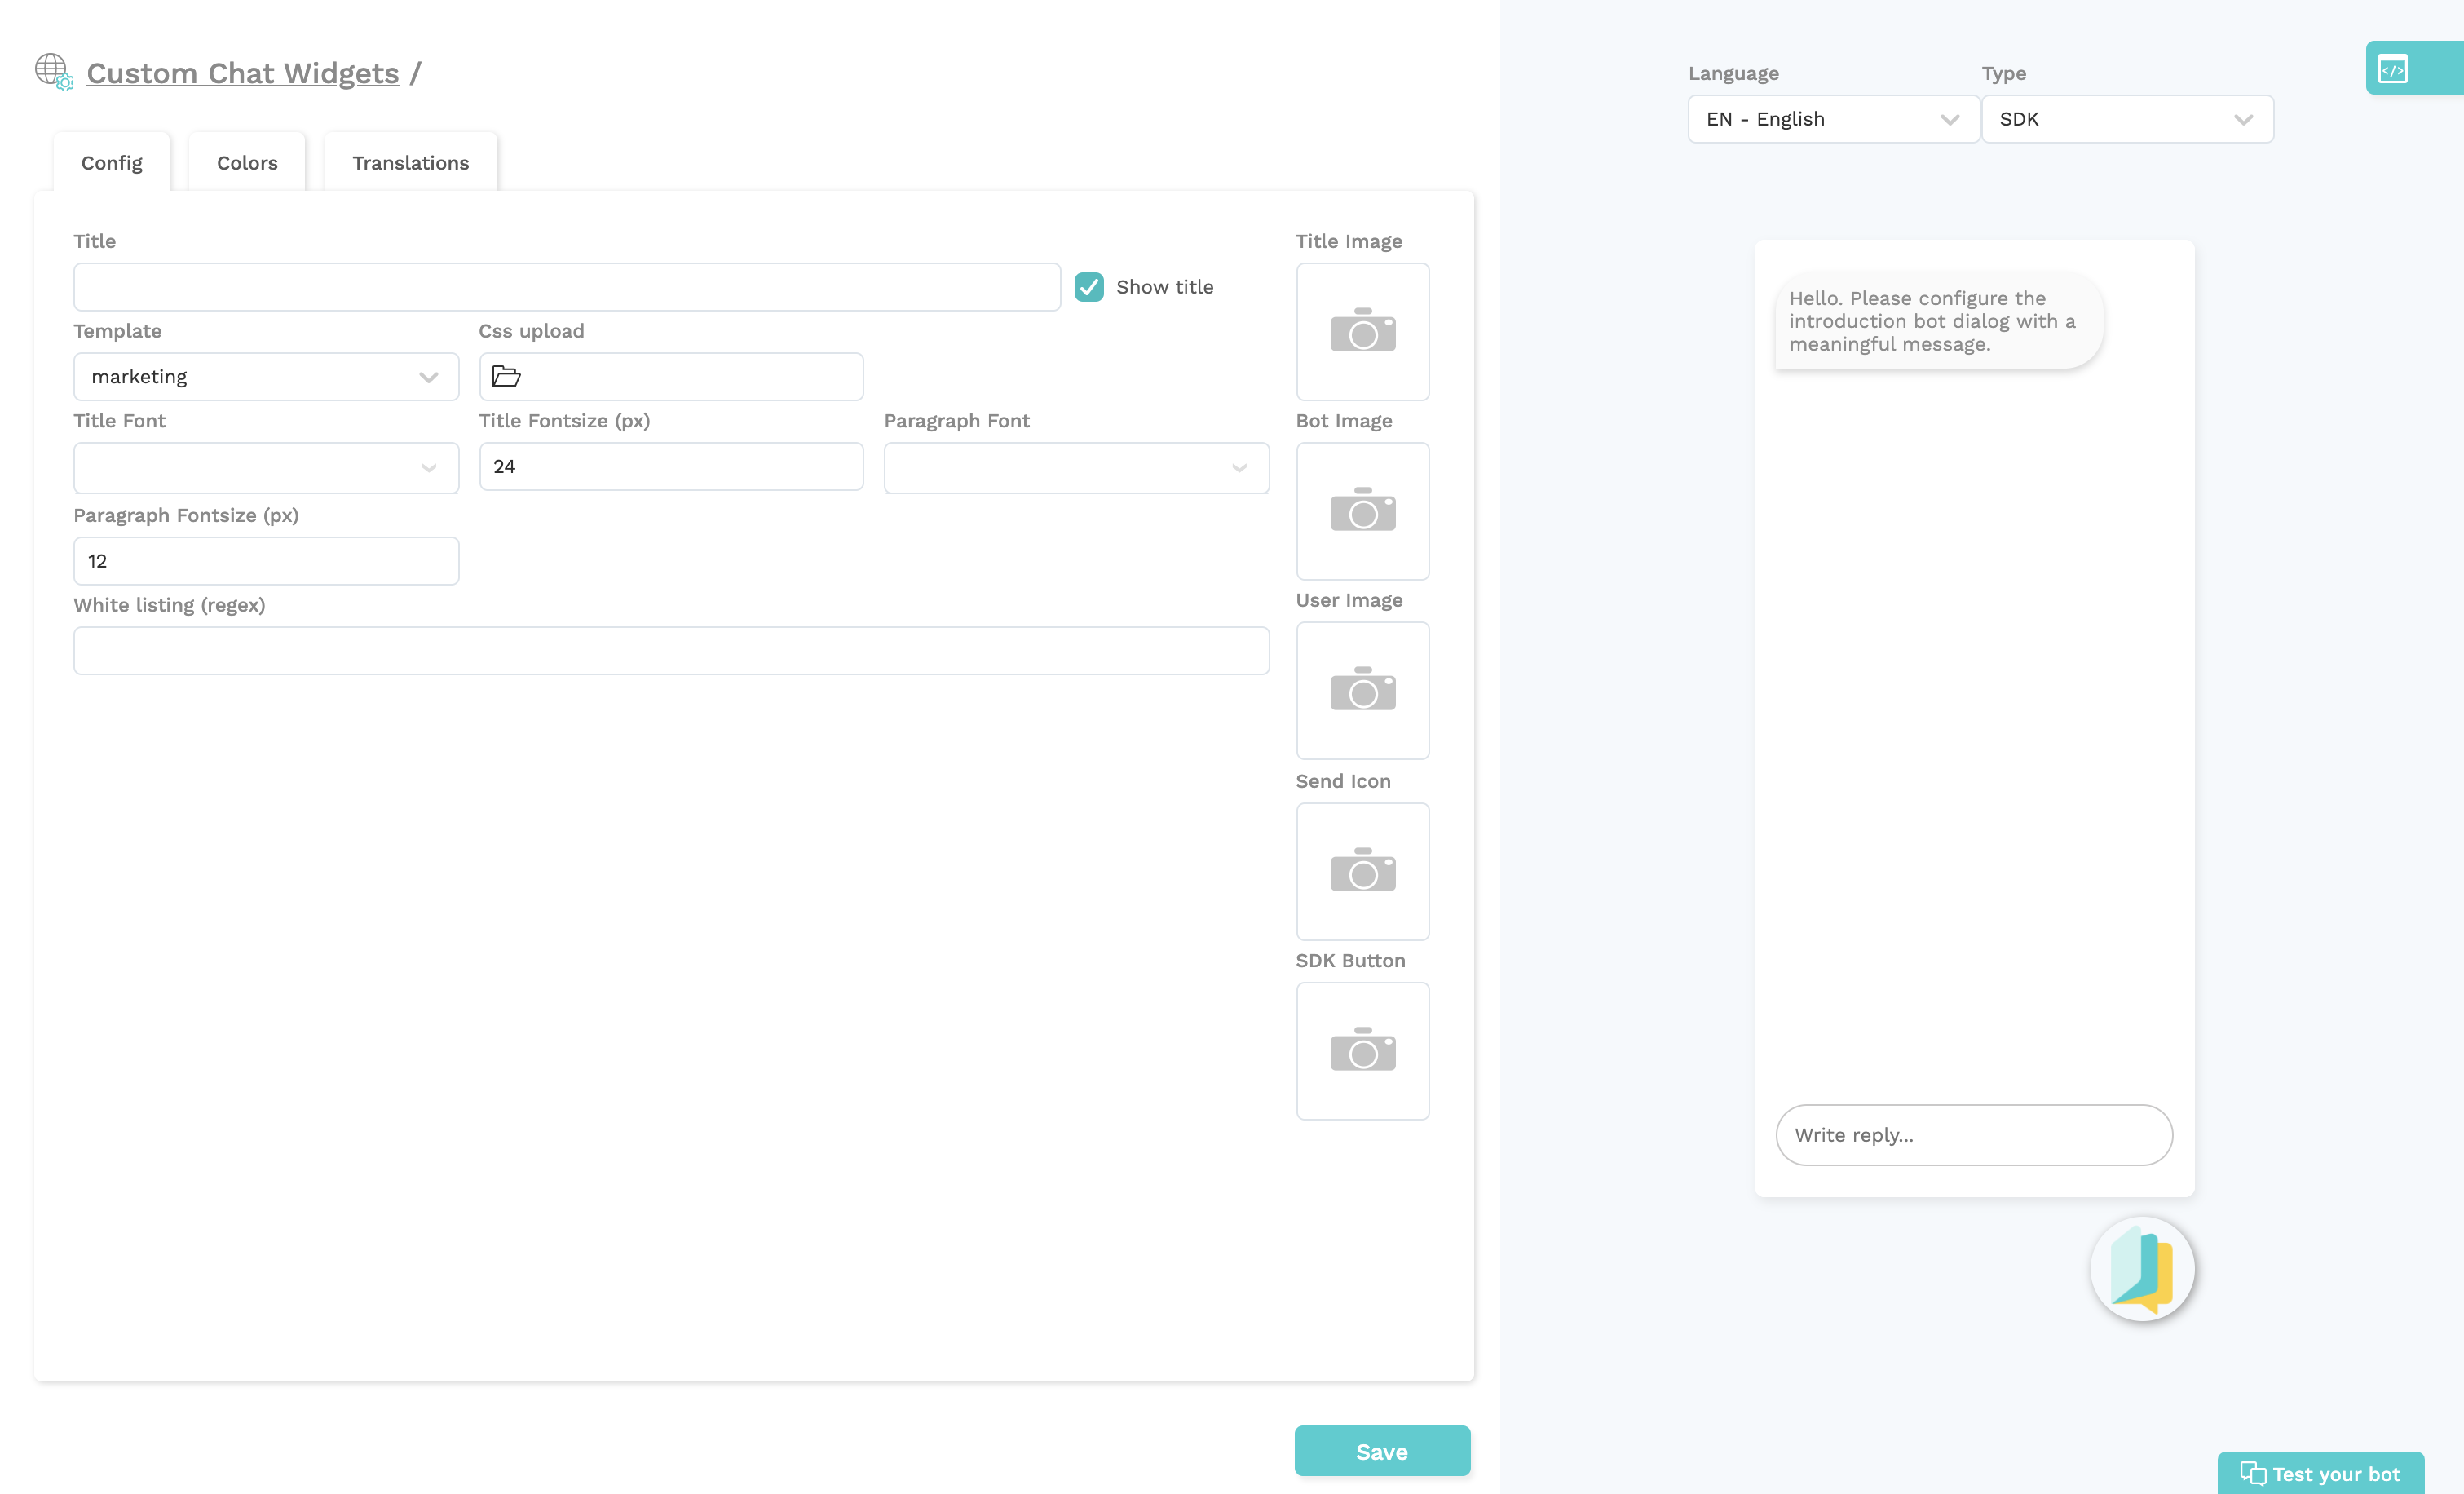 Custom Chat Widgets /
Config
Colors
Translations
Title
Show title
Template
Css upload
marketing
Title Font
Title Fontsize (px)
Paragraph Font
24
Paragraph Fontsize (px)
12
White listing (regex)
Title Image
Bot Image
User Image
Send Icon
SDK Button
Save
Language
Type
EN - English
SDK
</>
Hello. Please configure the
introduction bot dialog with a
meaningful message.
Write reply...
Test your bot